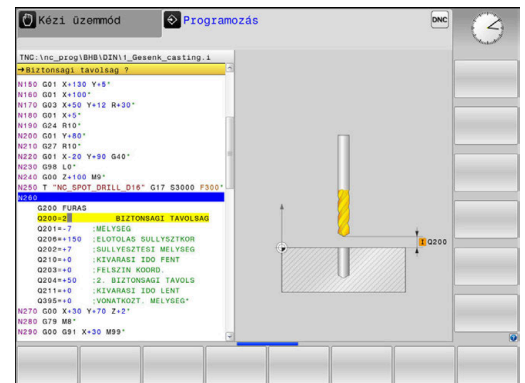 Kézi üzemmód
Programozás
DNC
TNC:\nc_prog\BHB\DIN\1_Gesenk_casting.i
→Biztonsagi tavolsag ?
N150 G01 X+130 Y+5*
N160 G01 X+100*
N170 G03 X+50 Y+12 R+30*
N180 G01 X+5*
N190 G24 R10*
N200 G01 Y+80*
N210 G27 R10*
N220 G01 X-20 Y+90 G40*
N230 G98 L0*
N240 G00 Z+100 M9*
N250 T "NC_SPOT_DRILL_D16" G17 S3000 F300*
N260
G200 FURAS
Q200=2 BIZTONSAGI TAVOLSAG
Q201=-7 ;MELYSEG
Q206=+150 ;ELOTOLAS SULLYSZTKOR
Q202=+7 ;SULLYESZTESI MELYSEG
Q210=+0 ;KIVARASI IDO FENT
Q203=+0 ;FELSZIN KOORD.
Q204=+50 ;2. BIZTONSAGI TAVOLS
Q211=+0 ;KIVARASI IDO LENT
Q395=+0 ;VONATKOZT. MELYSEG*
N270 G00 X+30 Y+70 Z+2*
N280 G79 M8*
N290 G00 G91 X+30 M99*
Q200